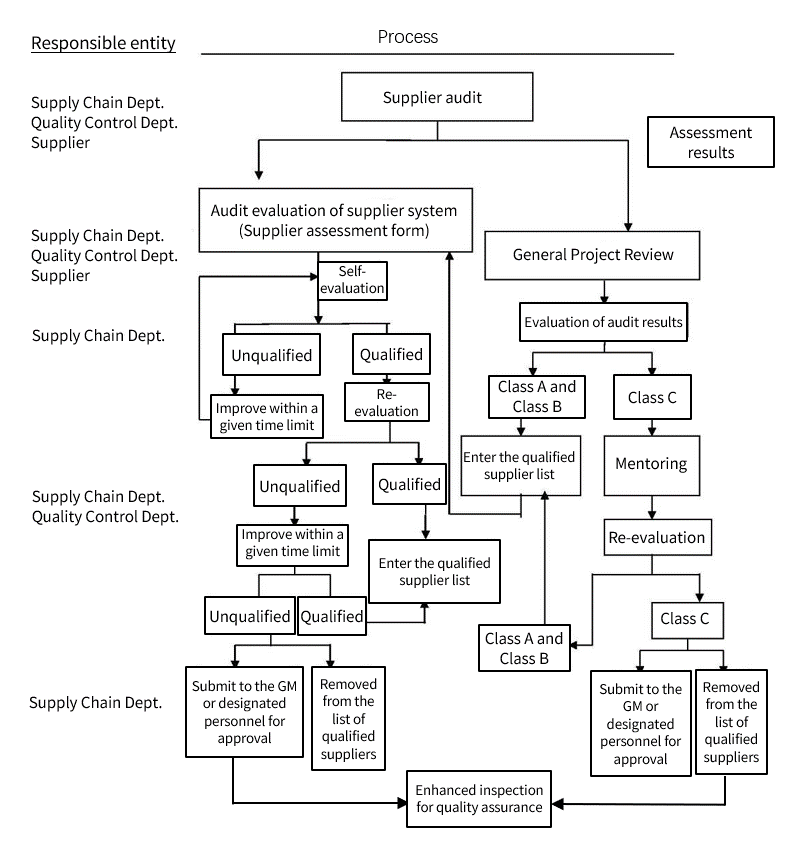 Responsible entity
Process
Supply Chain Dept.
Quality Control Dept.
Supplier
Supplier audit
Assessment
results
Supply Chain Dept.
Quality Control Dept.
Supplier
Audit evaluation of supplier system
(Supplier assessment form)
General Project Review
Self-
evaluation
Supply Chain Dept.
Evaluation of audit results
Unqualified
Qualified
Class A and
Class B
Class C
Improve within a
given time limit
Re-
evaluation
Enter the qualified
supplier list
Mentoring
Supply Chain Dept.
Quality Control Dept.
Unqualified
Qualified
Improve within a
given time limit
Re-evaluation
Enter the qualified
supplier list
Unqualified
Qualified
Class A and
Class B
Class C
Supply Chain Dept.
Submit to the GM
or designated
personnel for
approval
Removed
from the
list of
qualified
suppliers
Submit to the
GM or
designated
personnel for
approval
Removed
from the
list of
qualified
suppliers
Enhanced inspection
for quality assurance